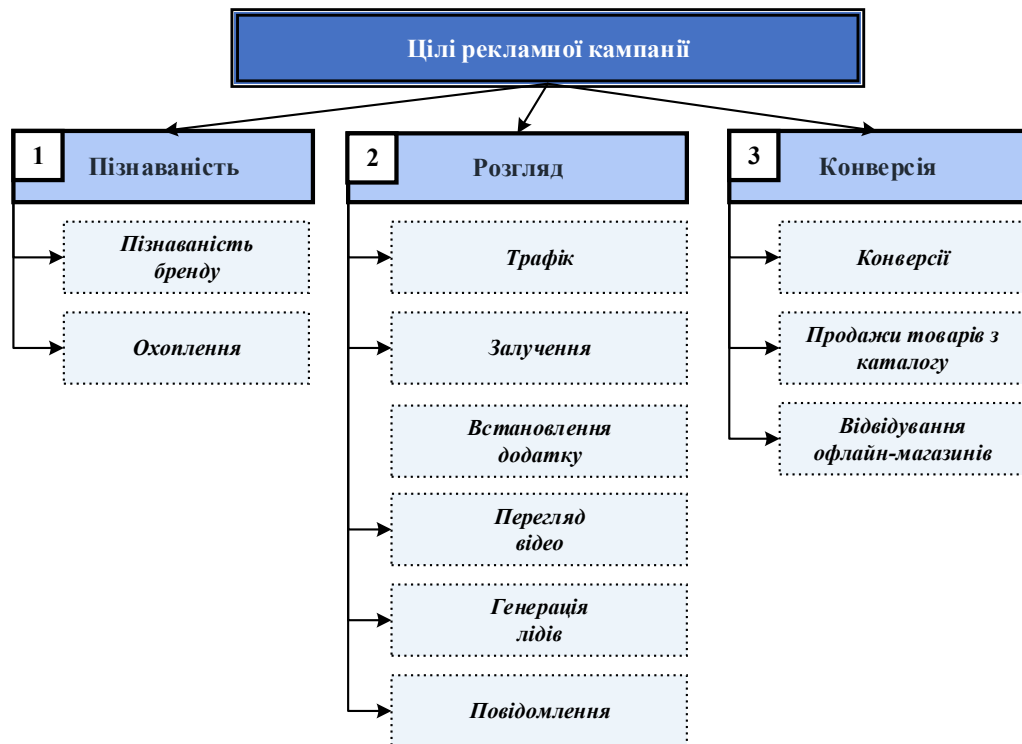 Цілі рекламної кампанії
1
Пізнаваність
Пізнаваність
бренду
Охоплення
2
Розгляд
Трафік
Залучення
Встановлення
додатку
Перегляд
відео
Генерація
лідів
Повідомлення
3
Конверсія
Конверсії
Продажи товарів з
каталогу
Відвідування
офлайн-магазинів